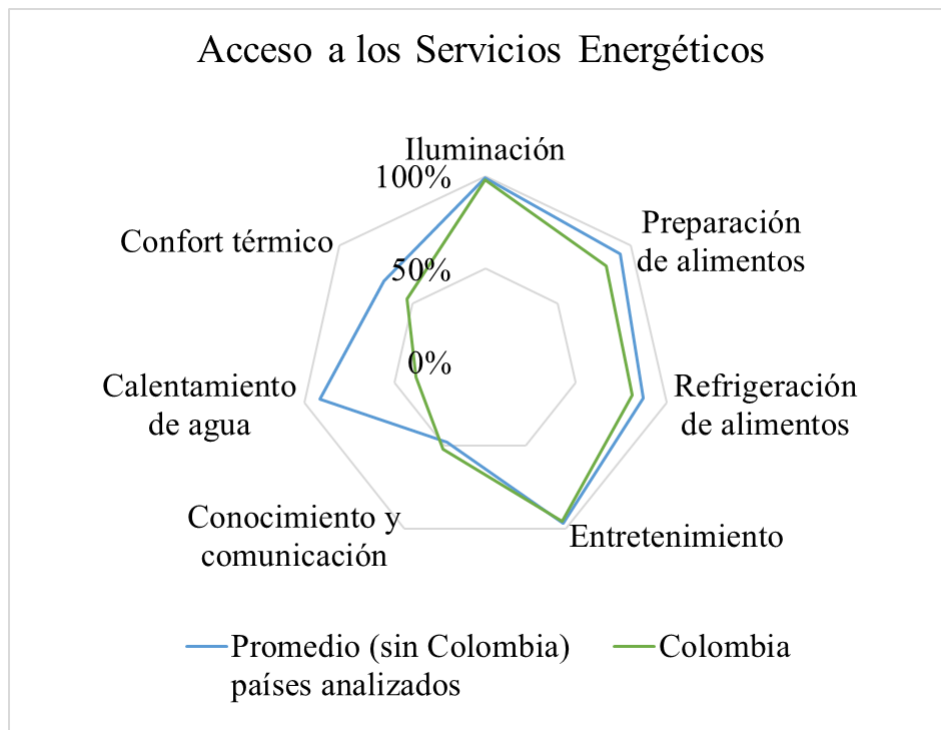 Acceso a los Servicios Energéticos
Iluminación
100%
Preparación
de alimentos
Confort térmico
50%
0%
Calentamiento
de agua
Refrigeración
de alimentos
Conocimiento y
comunicación
Entretenimiento
Promedio (sin Colombia)
países analizados
Colombia